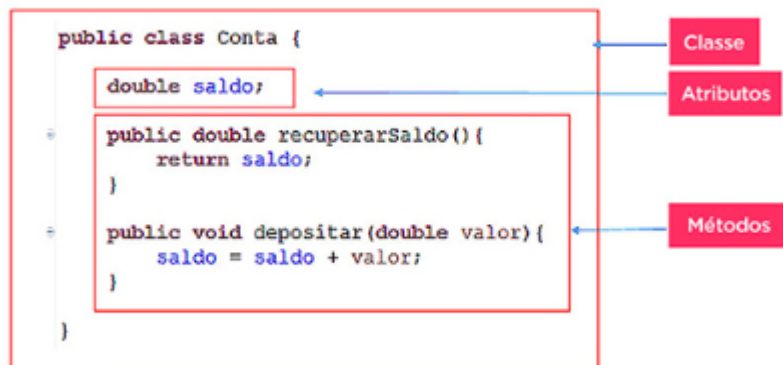 public class Conta {
Classe
double saldo;
Atributos
public double recuperarSaldo(){
return saldo;
}
public void depositar(double valor){
Métodos
saldo = saldo + valor;
}
}